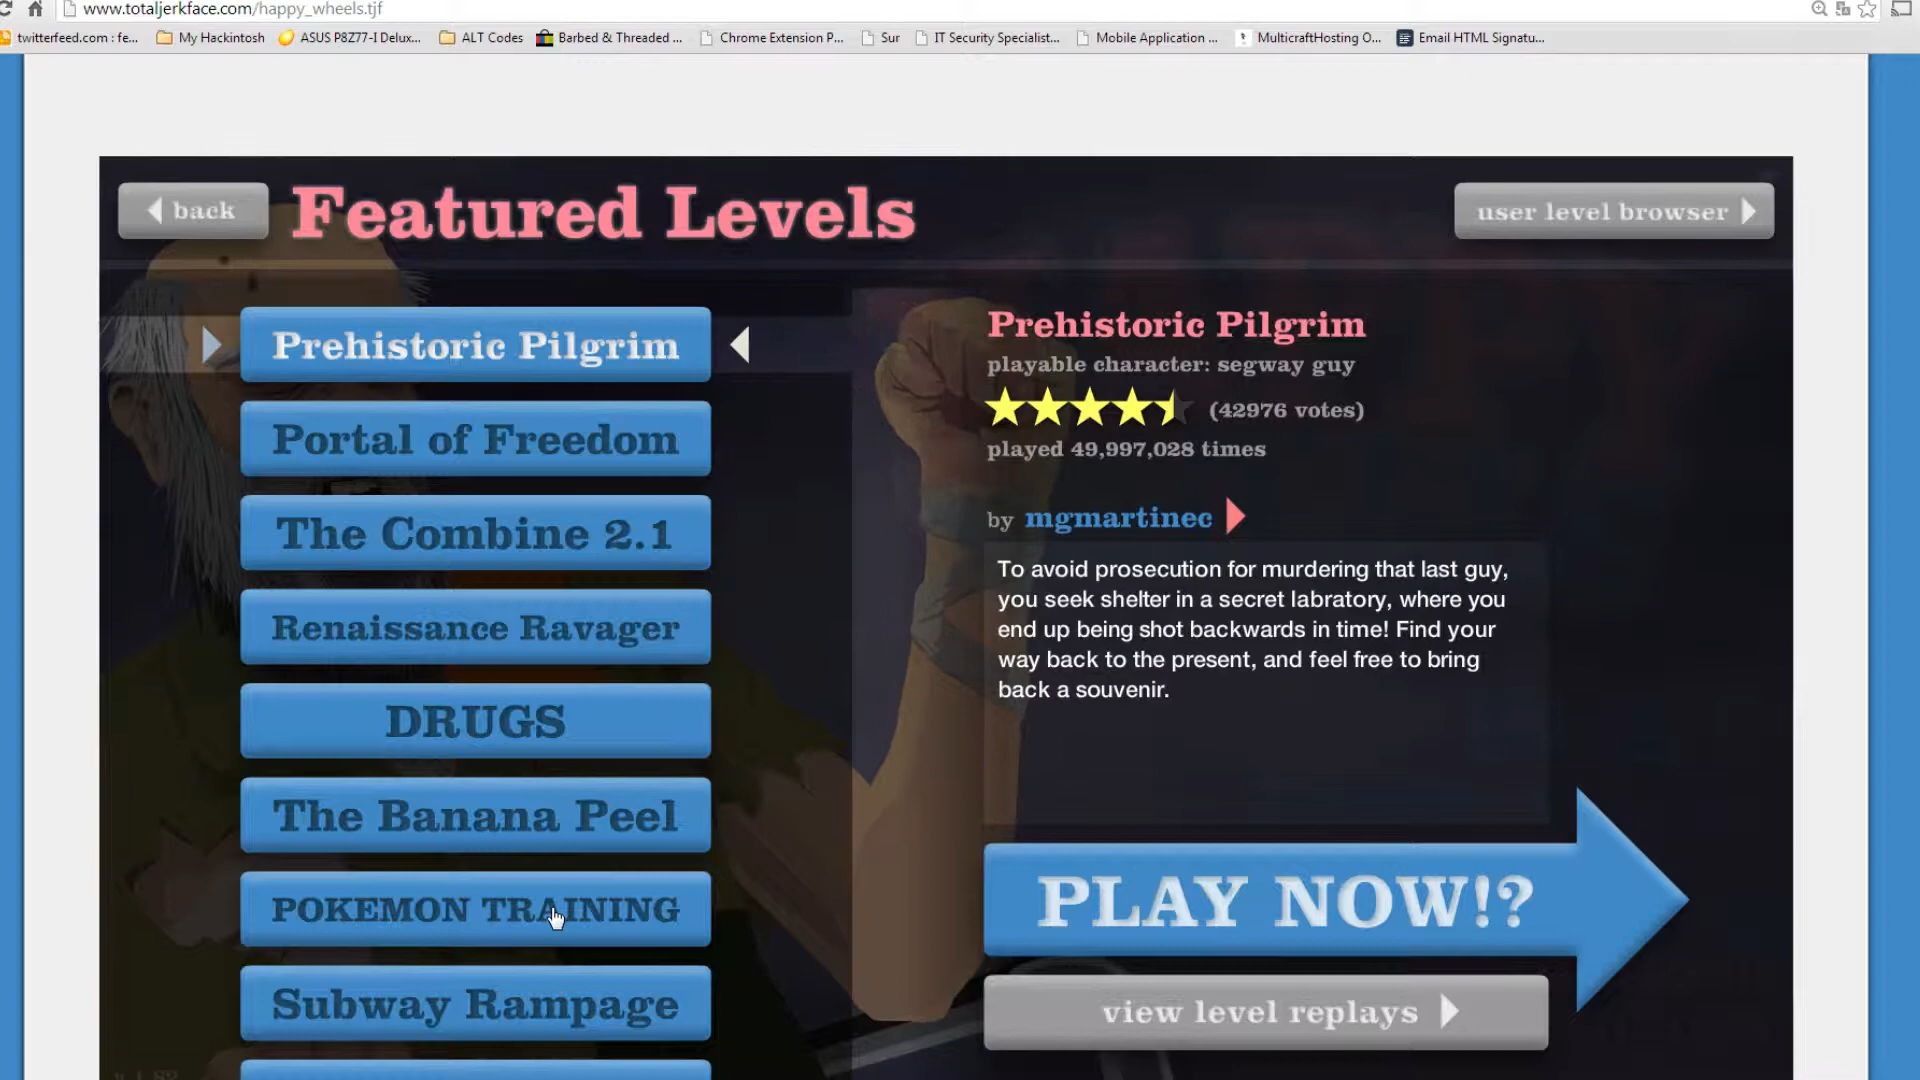 www.totaljerkface.com/happy_wheels.tjf
twitterfeed.com : fe...
My Hackintosh
ASUS P8Z77-I Delux...
ALT Codes
Barbed & Threaded ...
Chrome Extension P...
Sur
IT Security Specialist...
Mobile Application ...
MulticraftHosting O...
Email HTML Signatu...
back
Featured Levels
user level browser
Prehistoric Pilgrim
Portal of Freedom
The Combine 2.1
Renaissance Ravager
DRUGS
The Banana Peel
POKEMON TRAINING
Subway Rampage
Prehistoric Pilgrim
playable character: segway guy
(42976 votes)
played 49,997,028 times
by mgmartinec
To avoid prosecution for murdering that last guy,
you seek shelter in a secret labratory, where you
end up being shot backwards in time! Find your
way back to the present, and feel free to bring
back a souvenir.
PLAY NOW!?
view level replays